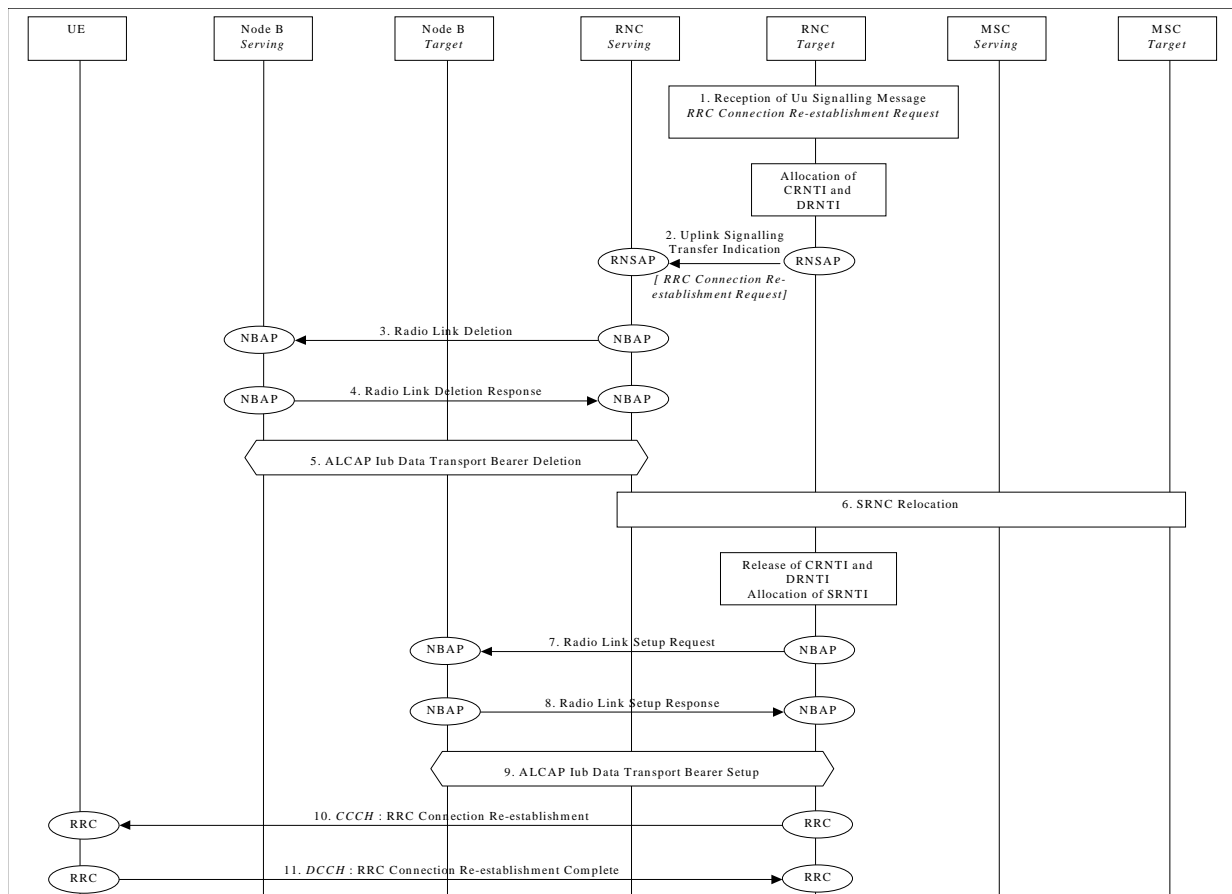 UE
Node B
Serving
Node B
Target
RNC
Serving
RNC
Target
MSC
Serving
MSC
Target
1. Reception of Uu Signalling Message
RRC Connection Re-establishment Request
Allocation of
CRNTI and
DRNTI
2. Uplink Signalling
Transfer Indication
RNSAP
RNSAP
[ RRC Connection Re-
establishment Request]
NBAP
3. Radio Link Deletion
NBAP
NBAP
4. Radio Link Deletion Response
NBAP
5. ALCAP Iub Data Transport Bearer Deletion
6. SRNC Relocation
Release of CRNTI and
DRNTI
Allocation of SRNTI
NBAP
7. Radio Link Setup Request
NBAP
NBAP
8. Radio Link Setup Response
NBAP
9. ALCAP Iub Data Transport Bearer Setup
RRC
10. CCCH : RRC Connection Re-establishment
RRC
RRC
11. DCCH : RRC Connection Re-establishment Complete
RRC